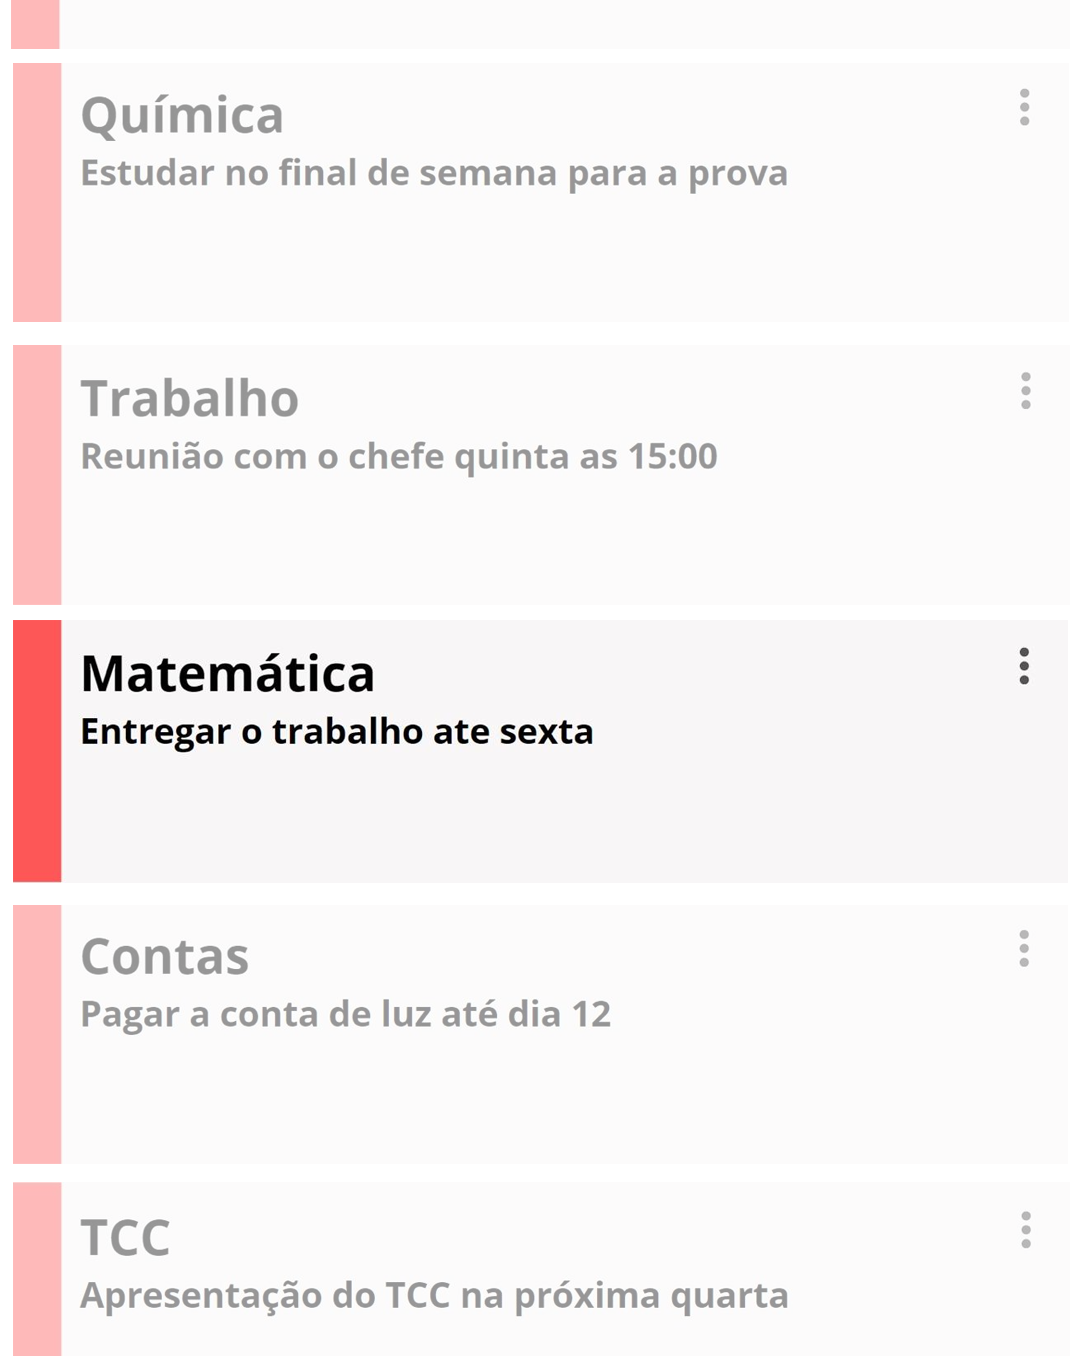 Química
Estudar no final de semana para a prova
Trabalho
Reunião com o chefe quinta as 15:00
Matemática
Entregar o trabalho ate sexta
Contas
Pagar a conta de luz até dia 12
TCC
Apresentação do TCC na próxima quarta